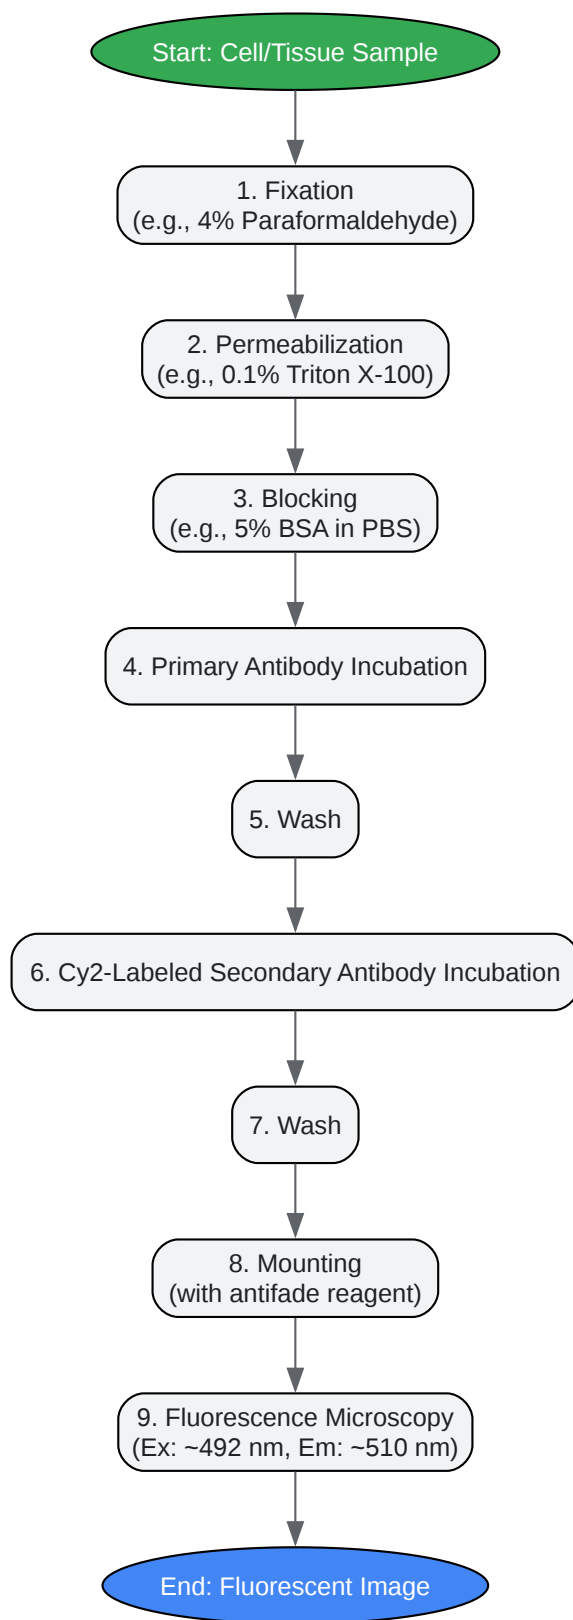 Start: Cell/Tissue Sample
1. Fixation
(e.g., 4% Paraformaldehyde)
2. Permeabilization
(e.g., 0.1% Triton X-100)
3. Blocking
(e.g., 5% BSA in PBS)
4. Primary Antibody Incubation
5. Wash
6. Cy2-Labeled Secondary Antibody Incubation
7. Wash
8. Mounting
(with antifade reagent)
9. Fluorescence Microscopy
(Ex: ~492 nm, Em: ~510 nm)
End: Fluorescent Image